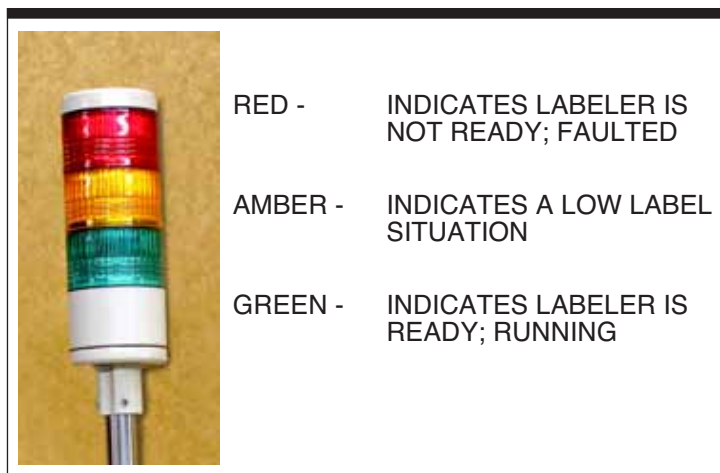 RED - INDICATES LABELER IS
NOT READY; FAULTED
AMBER - INDICATES A LOW LABEL
SITUATION
GREEN - INDICATES LABELER IS
READY; RUNNING